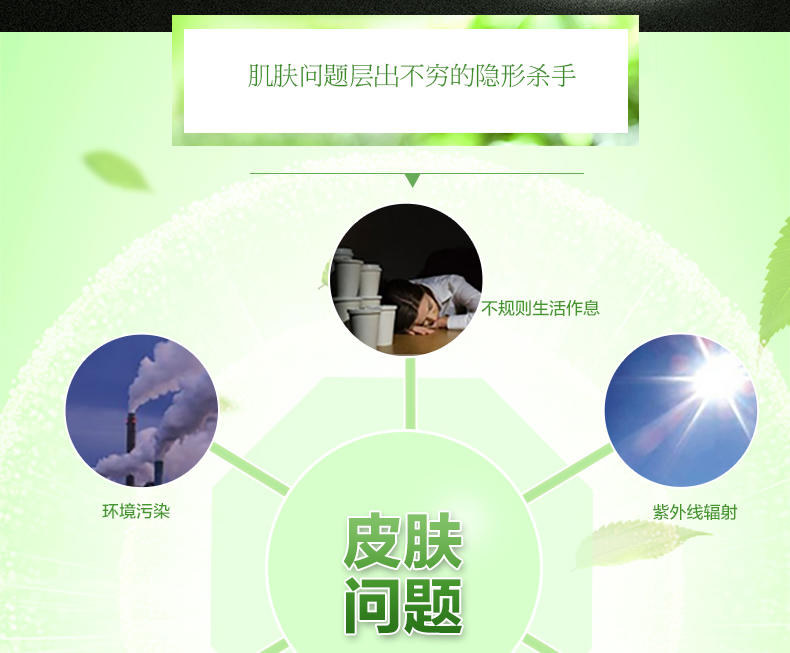 肌肤问题层出不穷的隐形杀手
不规则生活作息
环境污染
紫外线辐射
皮肤
问题